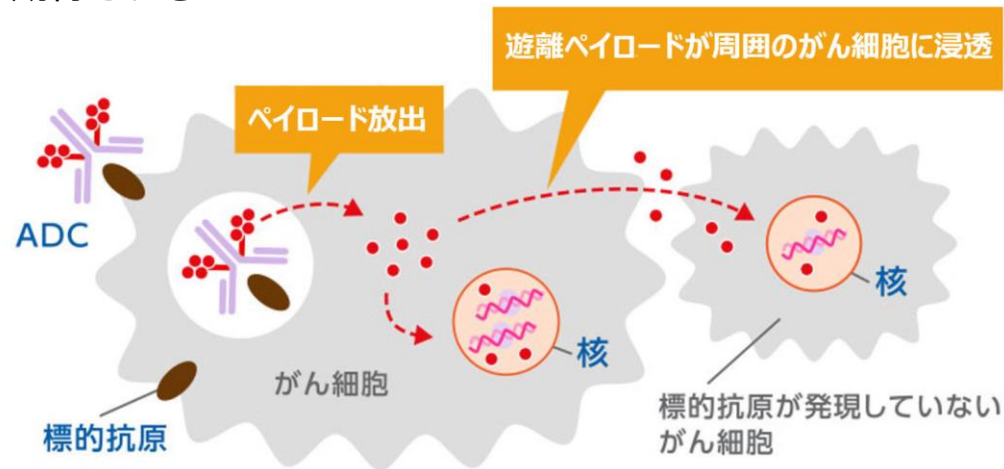 遊離ペイロードが周囲のがん細胞に浸透
ペイロード放出
ADC
核
核
がん細胞
標的抗原
標的抗原が発現していない
がん細胞